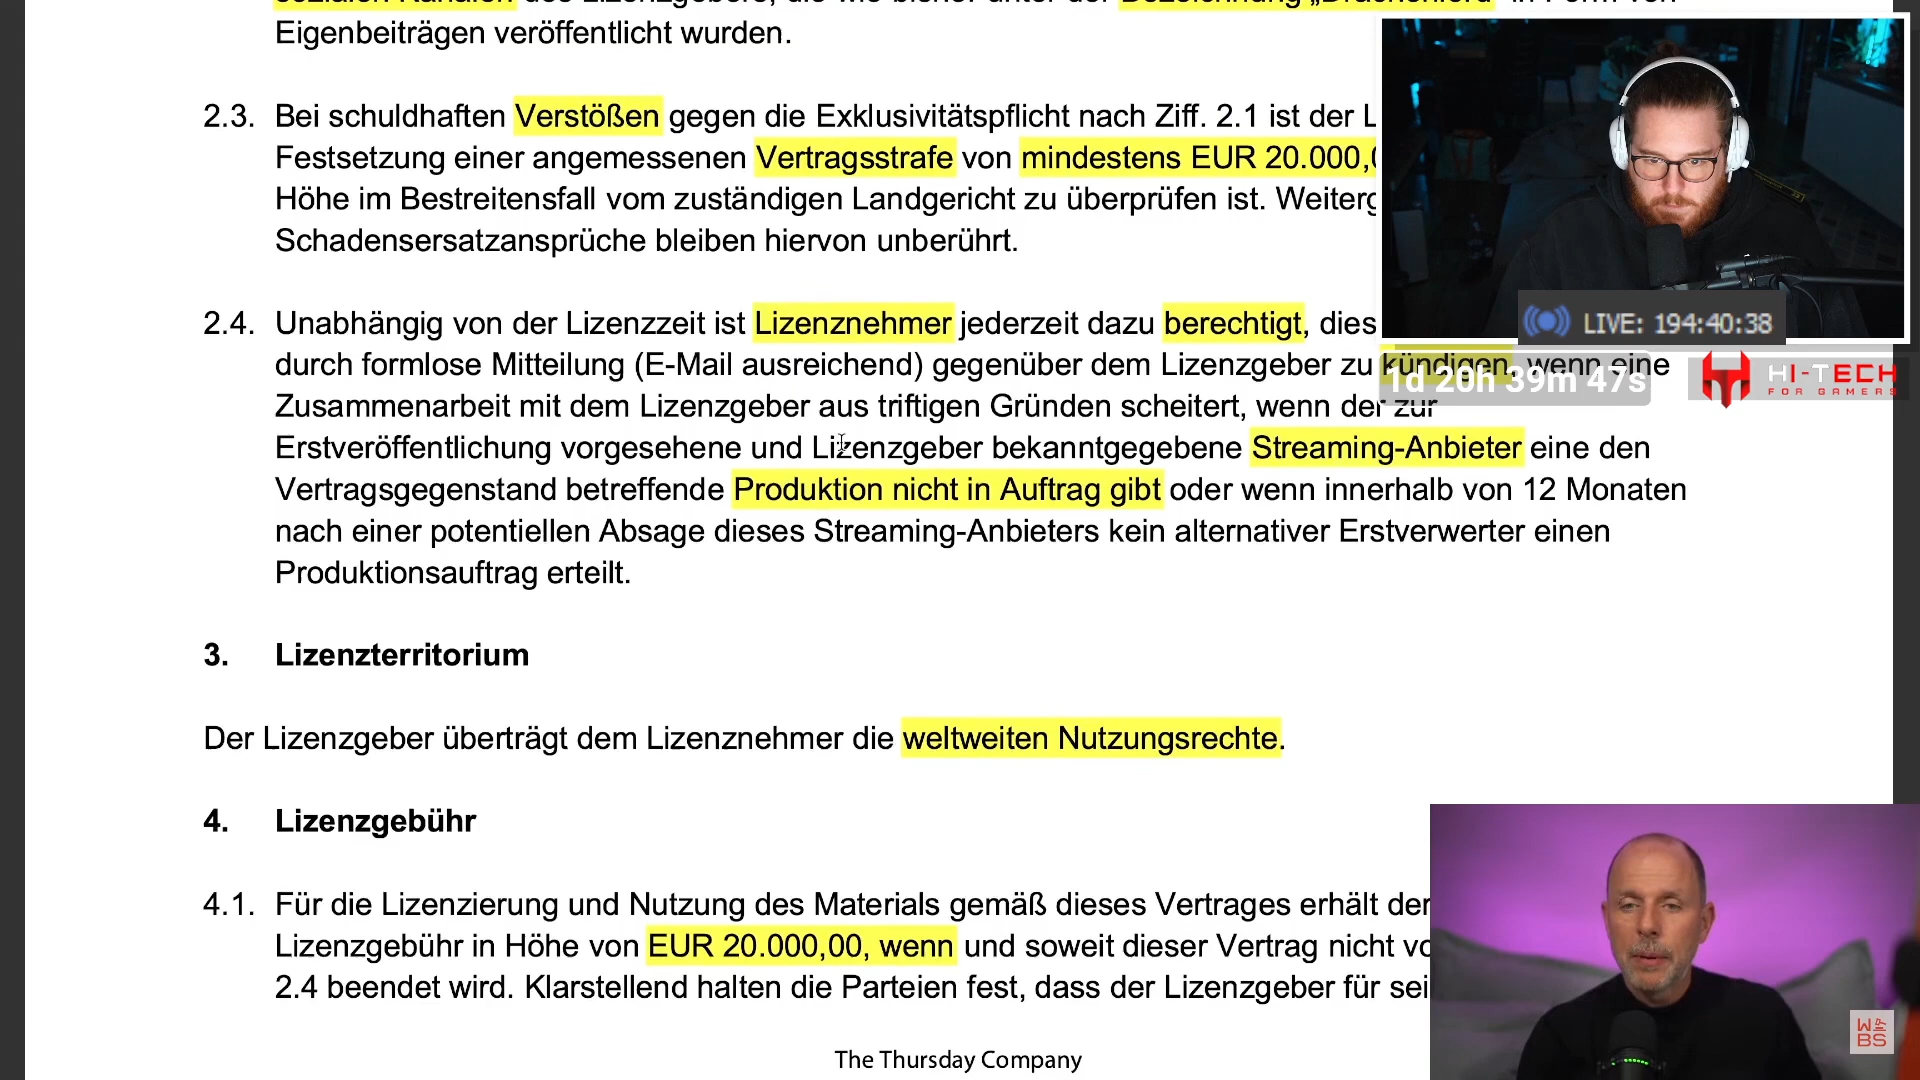 Eigenbeiträgen veröffentlicht wurden.
2.3. Bei schuldhaften Verstößen gegen die Exklusivitätspflicht nach Ziff. 2.1 ist der
Festsetzung einer angemessenen Vertragsstrafe von mindestens EUR 20.000,
Höhe im Bestreitensfall vom zuständigen Landgericht zu überprüfen ist.
Schadensersatzansprüche bleiben hiervon unberührt.
2.4. Unabhängig von der Lizenzzeit ist Lizenznehmer jederzeit dazu berechtigt,
LIVE: 194:40:38
durch formlose Mitteilung (E-Mail ausreichend) gegenüber dem Lizenzgeber zu kündigen, wenn eine
1d 20h 39m 47s
HI-TECH
FOR GAMERS
Zusammenarbeit mit dem Lizenzgeber aus triftigen Gründen scheitert, wenn der zur
Erstveröffentlichung vorgesehene und Lizenzgeber bekanntgegebene Streaming-Anbieter eine den
Vertragsgegenstand betreffende Produktion nicht in Auftrag gibt oder wenn innerhalb von 12 Monaten
nach einer potentiellen Absage dieses Streaming-Anbieters kein alternativer Erstverwerter einen
Produktionsauftrag erteilt.
3. Lizenzterritorium
Der Lizenzgeber überträgt dem Lizenznehmer die weltweiten Nutzungsrechte.
4. Lizenzgebühr
4.1. Für die Lizenzierung und Nutzung des Materials gemäß dieses Vertrages erhält der
Lizenzgebühr in Höhe von EUR 20.000,00, wenn und soweit dieser Vertrag nicht
2.4 beendet wird. Klarstellend halten die Parteien fest, dass der Lizenzgeber für
The Thursday Company
WBS